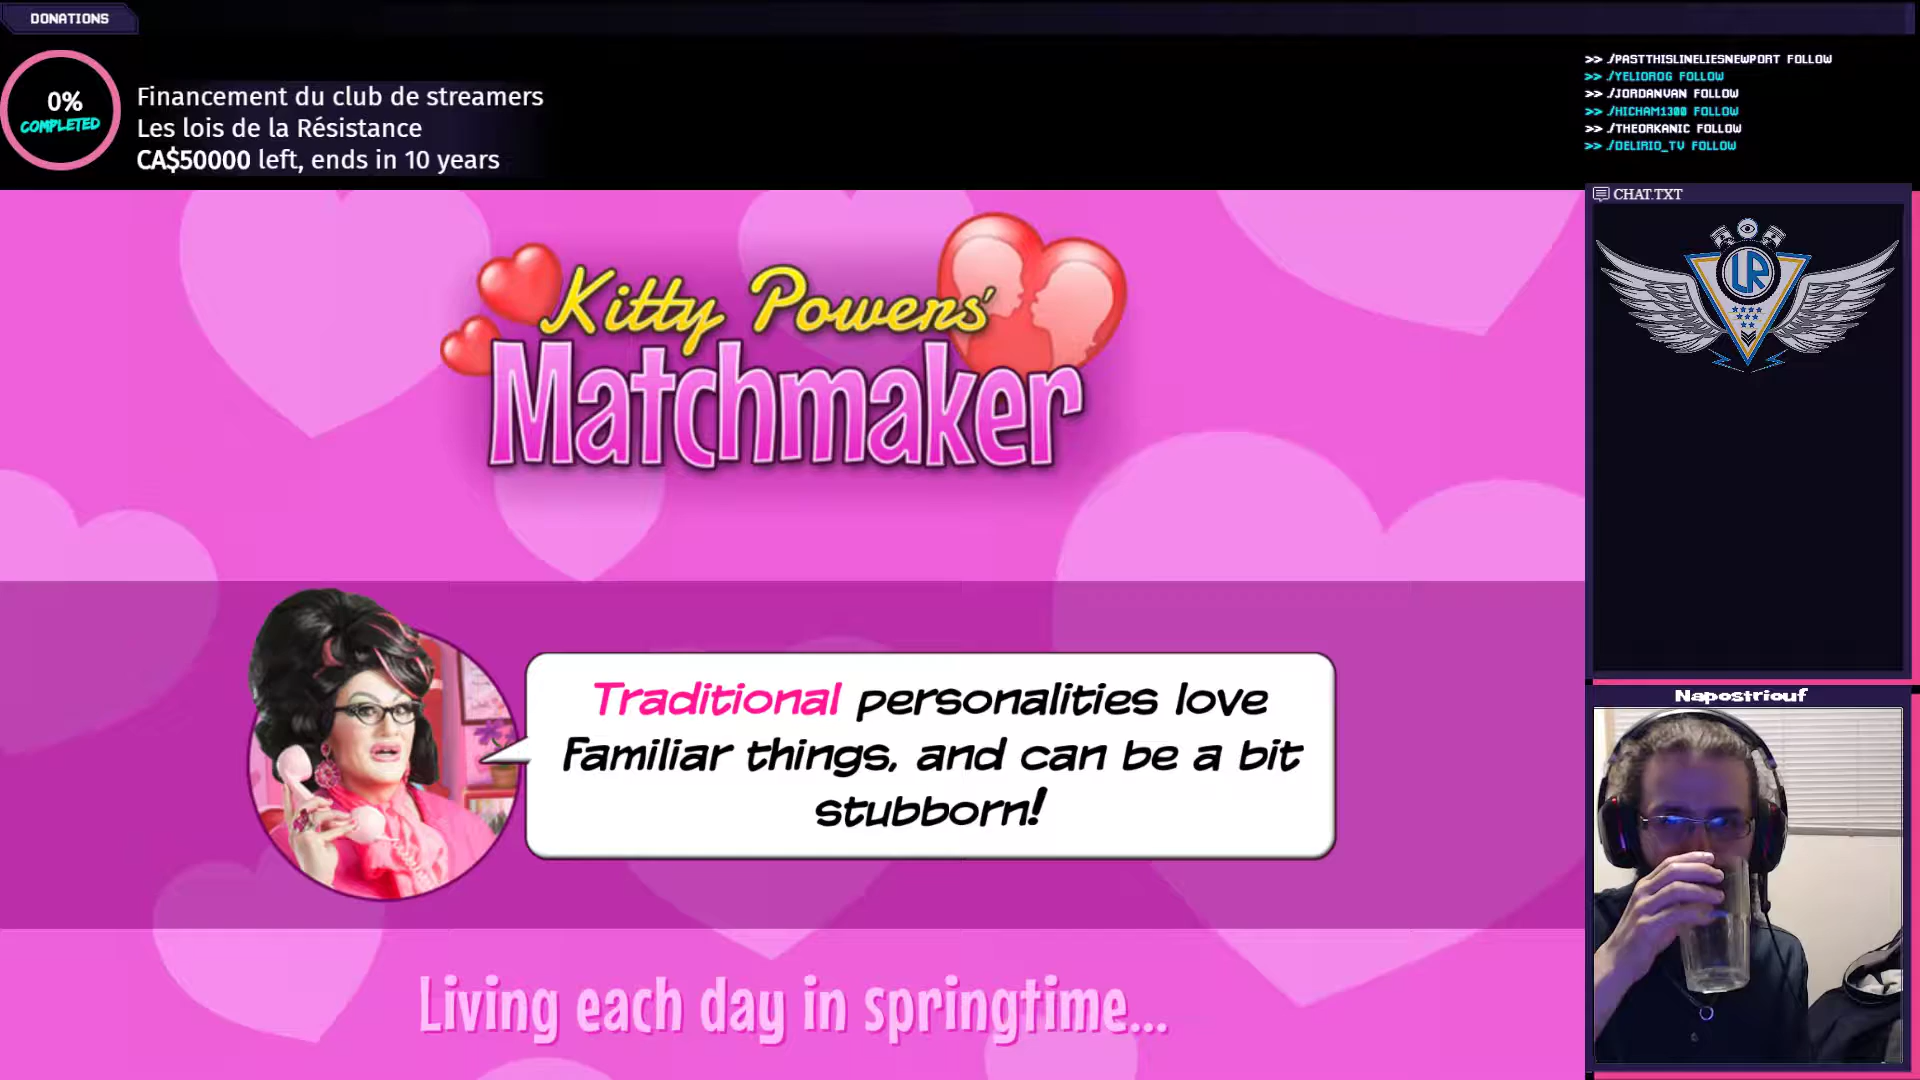 DONATIONS
0%
COMPLETED
Financement du club de streamers
Les lois de la Résistance
CA$50000 left, ends in 10 years
>> ./PASTTHISLINELIESNEWPORT FOLLOW
>> ./YELIOROG FOLLOW
>> ./JORDANVAN FOLLOW
>> ./HICHAM1300 FOLLOW
>> ./THEORKANIC FOLLOW
>> ./DELIRIO_TV FOLLOW
CHAT.TXT
LR
Kitty Powers'
Matchmaker
Traditional personalities love
Familiar things, and can be a bit
stubborn!
Living each day in springtime...
Napostriouf